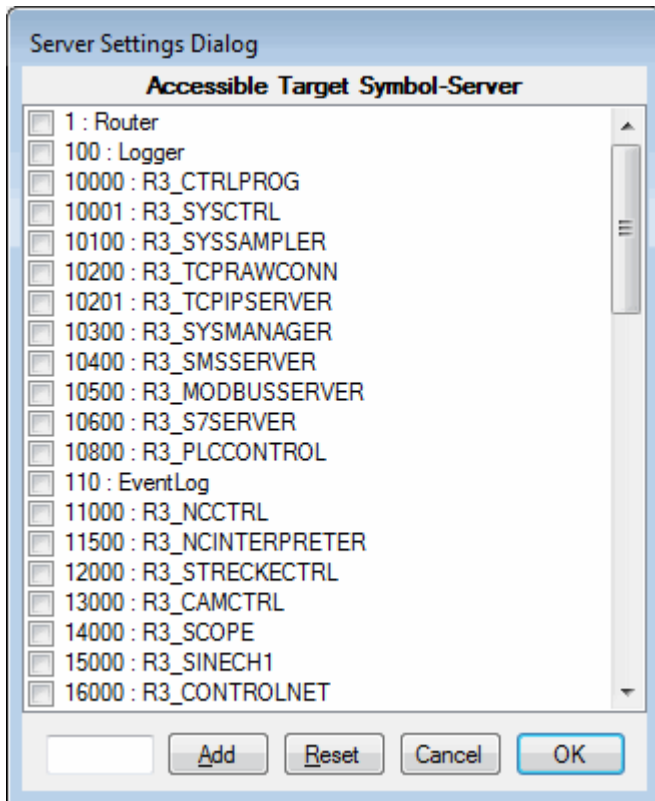 Server Settings Dialog
Accessible Target Symbol-Server
1 : Router
100 : Logger
10000 : R3_CTRLPROG
10001 : R3_SYSCTRL
10100 : R3_SYSSAMPLER
10200 : R3_TCPRAWCONN
10201 : R3_TCPIPSERVER
10300 : R3_SYSMANAGER
10400 : R3_SMSSERVER
10500 : R3_MODBUSSERVER
10600 : R3_S7SERVER
10800 : R3_PLCCONTROL
110 : EventLog
11000 : R3_NCCTRL
11500 : R3_NCINTERPRETER
12000 : R3_STRECKECTRL
13000 : R3_CAMCTRL
14000 : R3_SCOPE
15000 : R3_SINECH1
16000 : R3_CONTROLNET
Add Reset Cancel OK